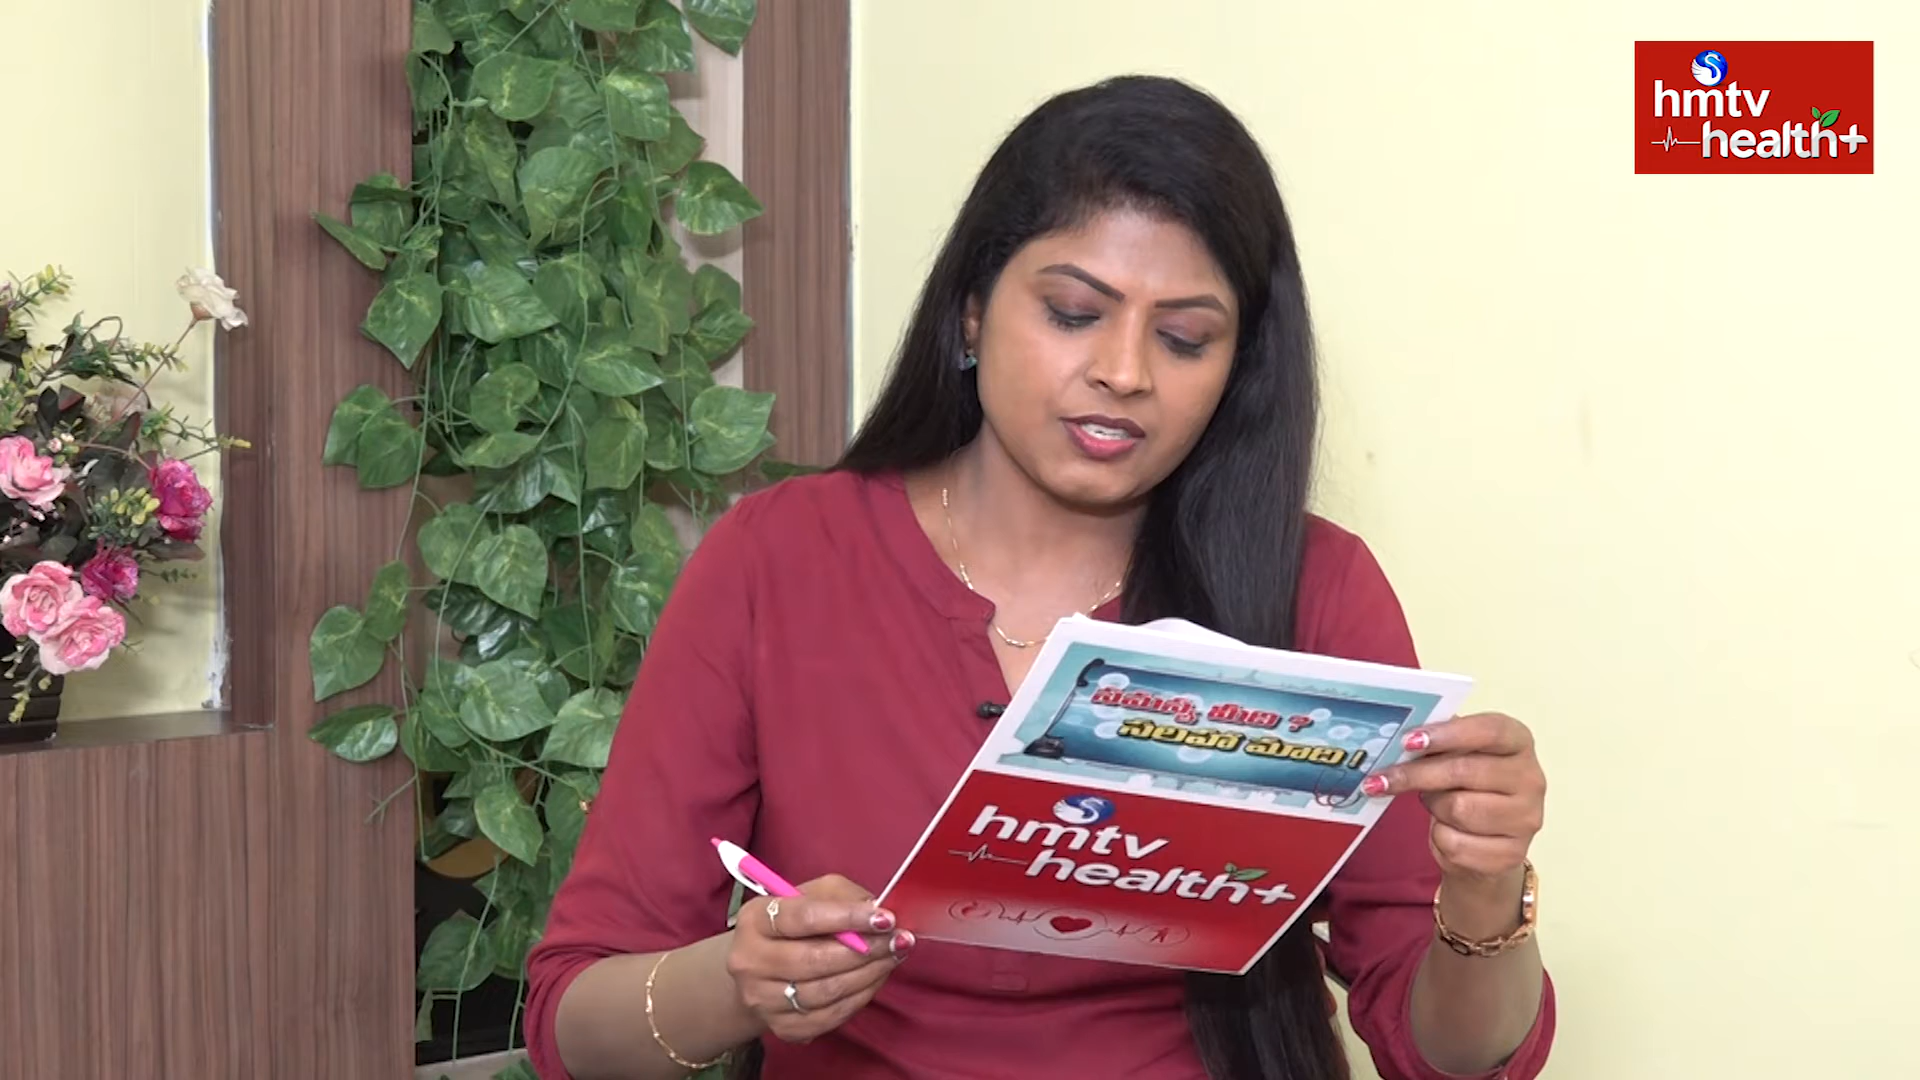 hmtv
health+
సమస్య మీది ?
సలహా మాది !
hmtv
health+